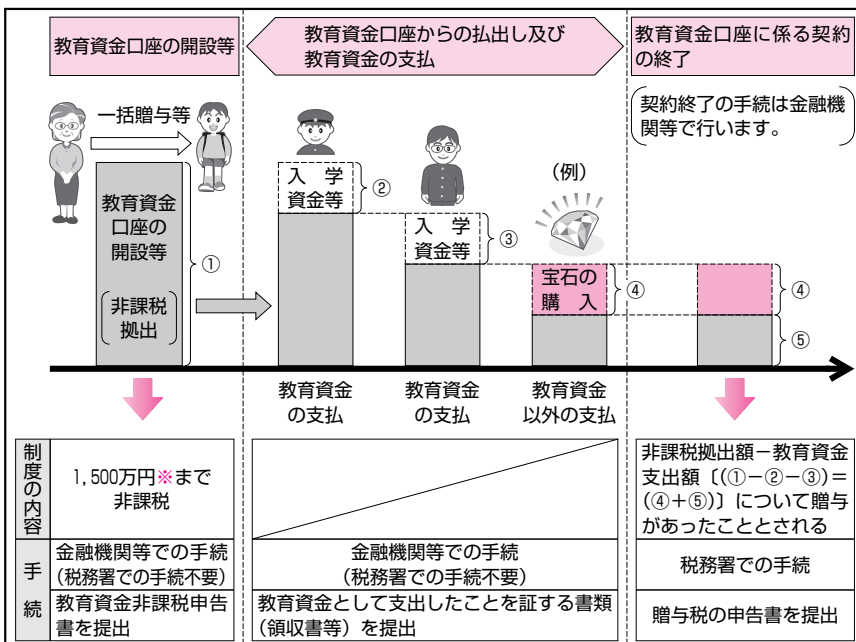 教育資金口座の開設等
教育資金口座からの払出し及び
教育資金の支払
教育資金口座に係る契約
の終了
契約終了の手続は金融機
関等で行います。
一括贈与等
教育資金
口座の
開設等
非課税
拠出
①
入 学
資金等
②
入 学
資金等
③
(例)
宝石の
購 入
④
④
⑤
教育資金
の支払
教育資金
の支払
教育資金
以外の支払
制度の内容
1,500万円※まで
非課税
非課税拠出額－教育資金
支出額〔(①－②－③)＝
(④＋⑤)〕について贈与
があったこととされる
手 続
金融機関等での手続
(税務署での手続不要)
金融機関等での手続
(税務署での手続不要)
税務署での手続
教育資金非課税申告
書を提出
教育資金として支出したことを証する書類
(領収書等) を提出
贈与税の申告書を提出